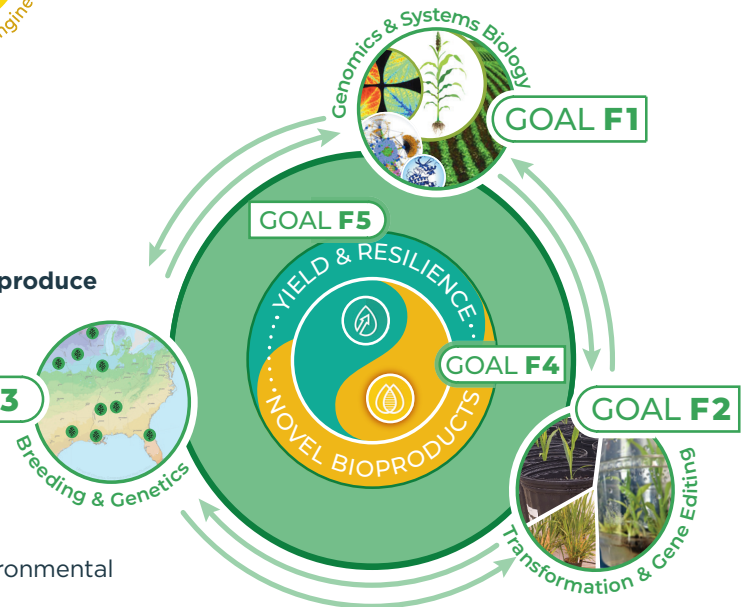 ngine
Genomics & Systems Biology
GOAL F1
GOAL F5
YIELD & RESILIENCE
produce
GOAL F4
3
GOAL F2
NOVEL BIOPRODUCTS
Breeding & Genetics
Transformation & Gene Editing
ronmental